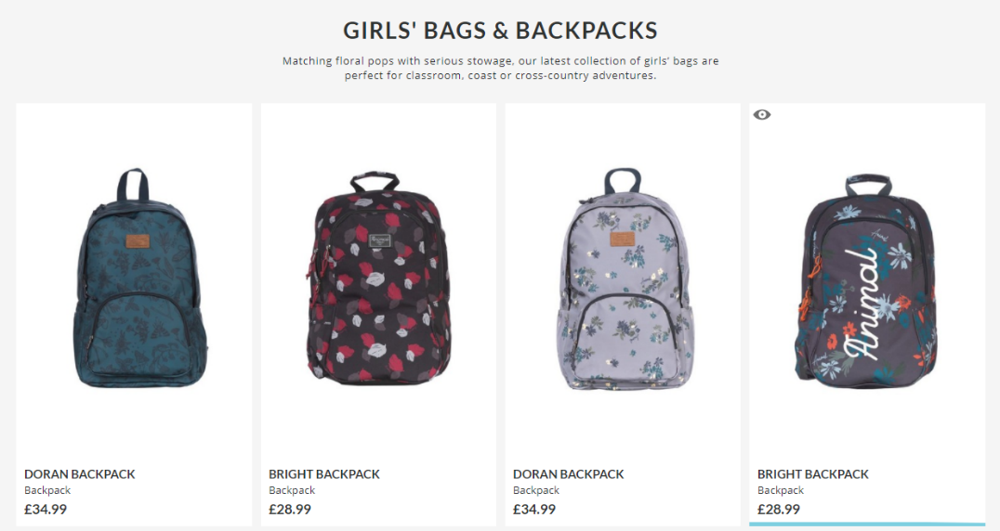 GIRLS' BAGS & BACKPACKS
Matching floral pops with serious stowage, our latest collection of girls' bags are
perfect for classroom, coast or cross-country adventures.
Animal
DORAN BACKPACK
Backpack
£34.99
BRIGHT BACKPACK
Backpack
£28.99
DORAN BACKPACK
Backpack
£34.99
BRIGHT BACKPACK
Backpack
£28.99